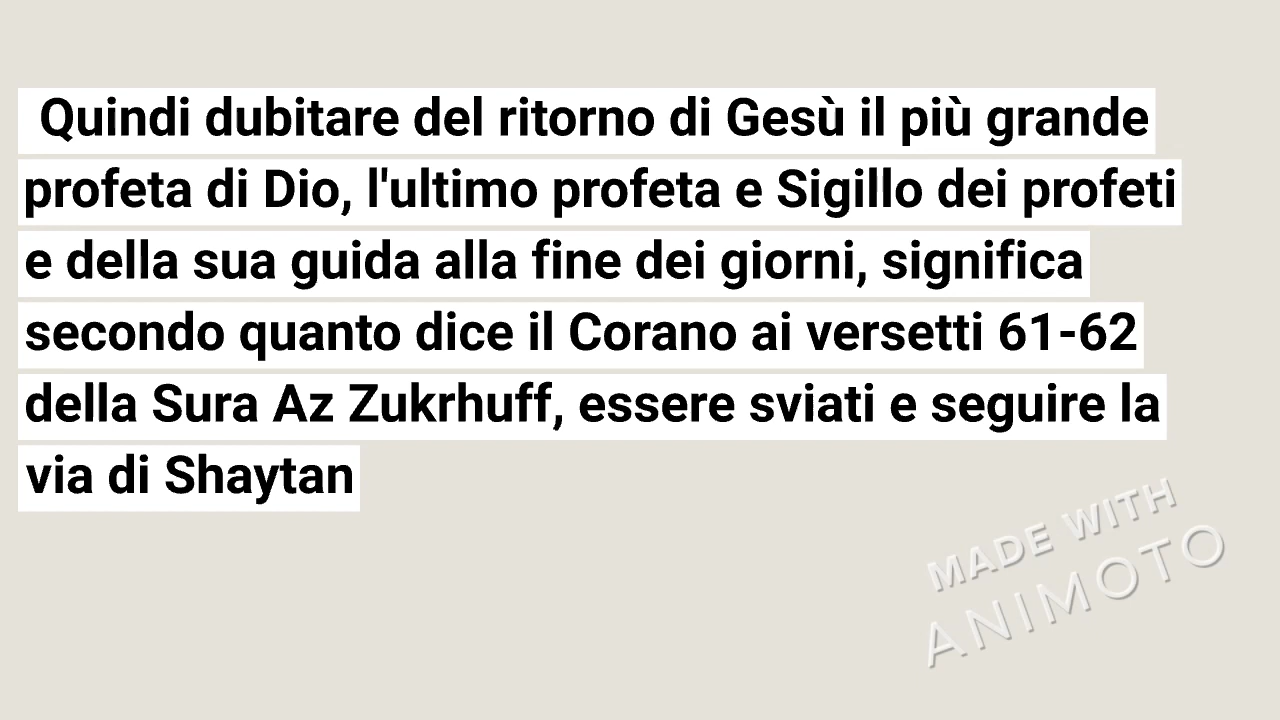 Quindi dubitare del ritorno di Gesù il più grande
profeta di Dio, l'ultimo profeta e Sigillo dei profeti
e della sua guida alla fine dei giorni, significa
secondo quanto dice il Corano ai versetti 61-62
della Sura Az Zukrhuff, essere sviati e seguire la
via di Shaytan
MADE WITH
ANIMOTO